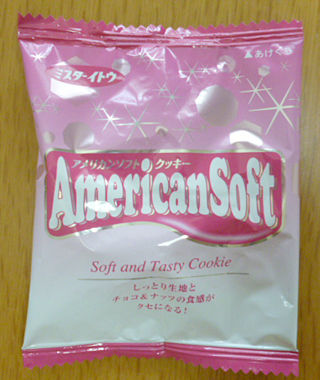 ミスターイトウ
▲あけくち
アメリカンソフト クッキー
AmericanSoft
Soft and Tasty Cookie
しっとり生地と
チョコ&ナッツの食感が
クセになる!